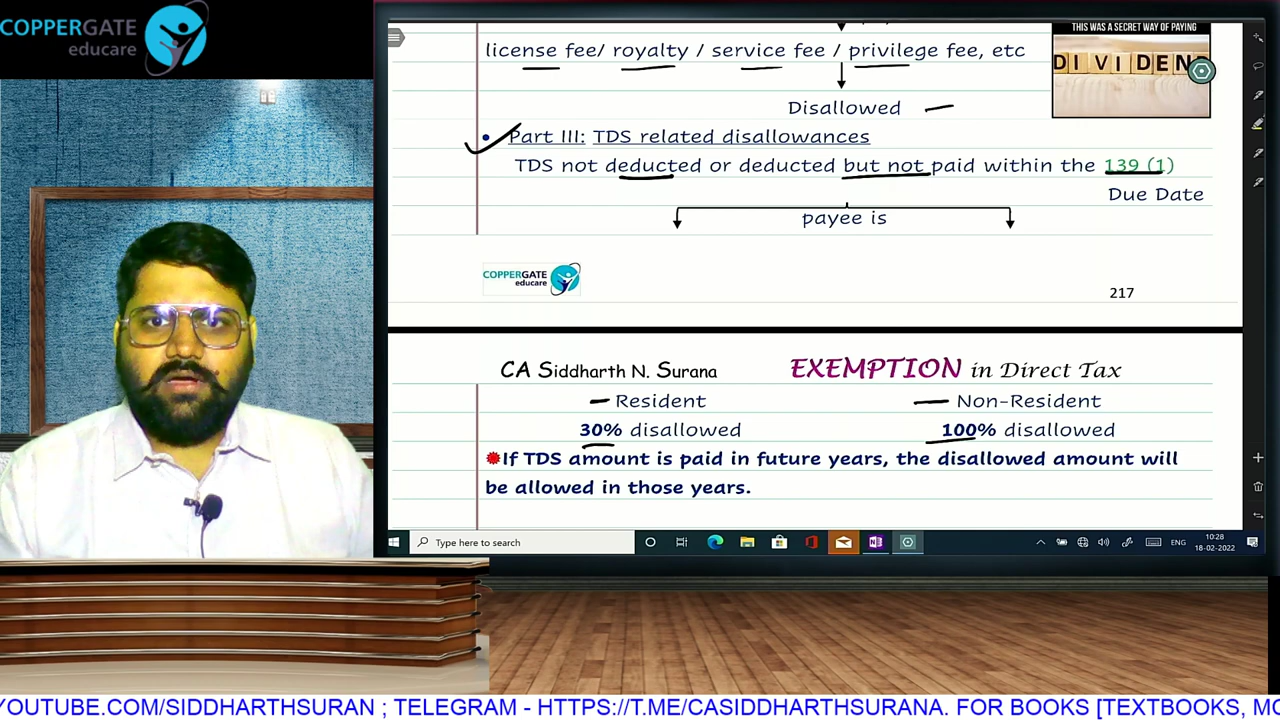 COPPERGATE
educare
license fee/ royalty / service fee / privilege fee, etc
THIS WAS A SECRET WAY OF PAYING
DIVIDEN
Disallowed
• Part III: TDS related disallowances
TDS not deducted or deducted but not paid within the 139 (1)
Due Date
payee is
COPPERGATE
educare
217
CA Siddharth N. Surana
EXEMPTION in Direct Tax
Resident
Non-Resident
30% disallowed
100% disallowed
If TDS amount is paid in future years, the disallowed amount will
be allowed in those years.
Type here to search
ENG
10:28
18-02-2022
YOUTUBE.COM/SIDDHARTHSURAN ; TELEGRAM - HTTPS://T.ME/CASIDDHARTHSURANA. FOR BOOKS [TEXTBOOKS, MC